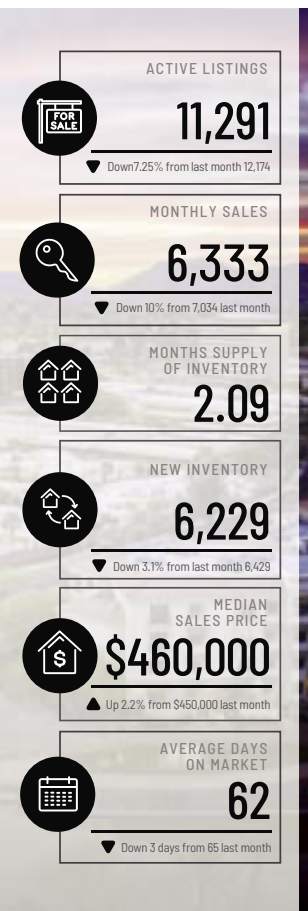 ACTIVE LISTINGS
FOR
SALE
11,291
Down7.25% from last month 12,174
MONTHLY SALES
6,333
Down 10% from 7,034 last month
MONTHS SUPPLY
OF INVENTORY
2.09
NEW INVENTORY
6,229
Down 3.1% from last month 6,429
MEDIAN
SALES PRICE
$
$460,000
Up 2.2% from $450,000 last month
AVERAGE DAYS
ON MARKET
62
Down 3 days from 65 last month